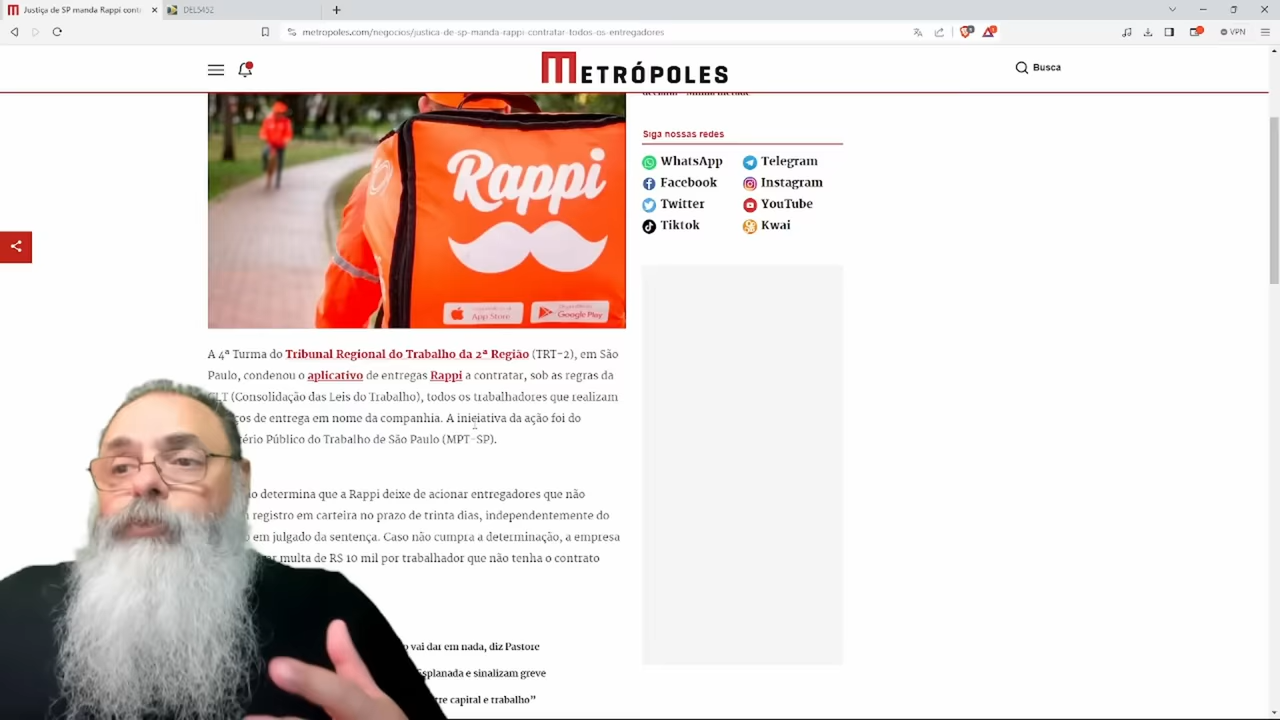 Justiça de SP manda Rappi cont
DEL5452
metropoles.com/negocios/justica-de-sp-manda-rappi-contratar-todos-os-entregadores
VPN
METRÓPOLES
Busca
Rappi
App Store
Google Play
Siga nossas redes
WhatsApp
Telegram
Facebook
Instagram
Twitter
YouTube
Tiktok
Kwai
A 4ª Turma do Tribunal Regional do Trabalho da 2ª Região (TRT-2), em São
Paulo, condenou o aplicativo de entregas Rappi a contratar, sob as regras da
CLT (Consolidação das Leis do Trabalho), todos os trabalhadores que realizam
os de entrega em nome da companhia. A iniciativa da ação foi do
ério Público do Trabalho de São Paulo (MPT-SP).
o determina que a Rappi deixe de acionar entregadores que não
registro em carteira no prazo de trinta dias, independentemente do
em julgado da sentença. Caso não cumpra a determinação, a empresa
multa de R$ 10 mil por trabalhador que não tenha o contrato
vai dar em nada, diz Pastore
Esplanada e sinalizam greve
tre capital e trabalho"